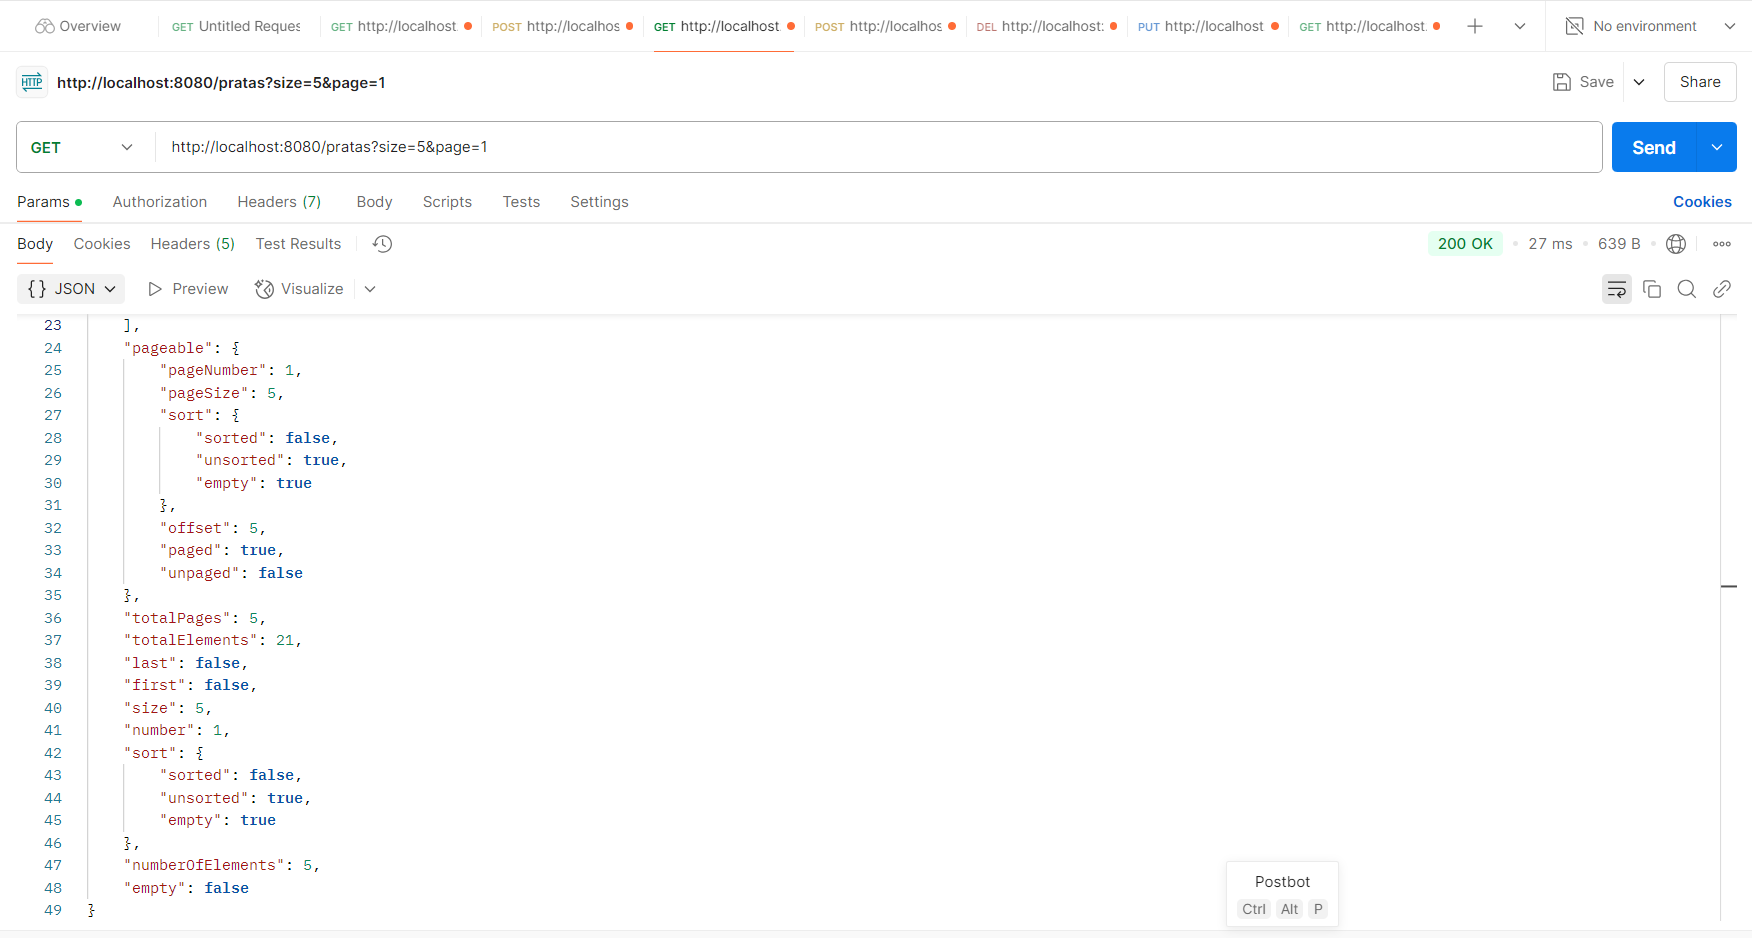 Overview GET Untitled Reques GET http://localhost. POST http://localhos GET http://localhost. POST http://localhos DEL http://localhost: PUT http://localhost GET http://localhost. No environment
HTTP http://localhost:8080/pratas?size=5&page=1 Save Share
GET http://localhost:8080/pratas?size=5&page=1 Send
Params Authorization Headers (7) Body Scripts Tests Settings Cookies
Body Cookies Headers (5) Test Results 200 OK 27 ms 639 B
{} JSON Preview Visualize
23 ],
24 "pageable": {
25 "pageNumber": 1,
26 "pageSize": 5,
27 "sort": {
28 "sorted": false,
29 "unsorted": true,
30 "empty": true
31 },
32 "offset": 5,
33 "paged": true,
34 "unpaged": false
35 },
36 "totalPages": 5,
37 "totalElements": 21,
38 "last": false,
39 "first": false,
40 "size": 5,
41 "number": 1,
42 "sort": {
43 "sorted": false,
44 "unsorted": true,
45 "empty": true
46 },
47 "numberOfElements": 5,
48 "empty": false
49 }
Postbot
Ctrl Alt P